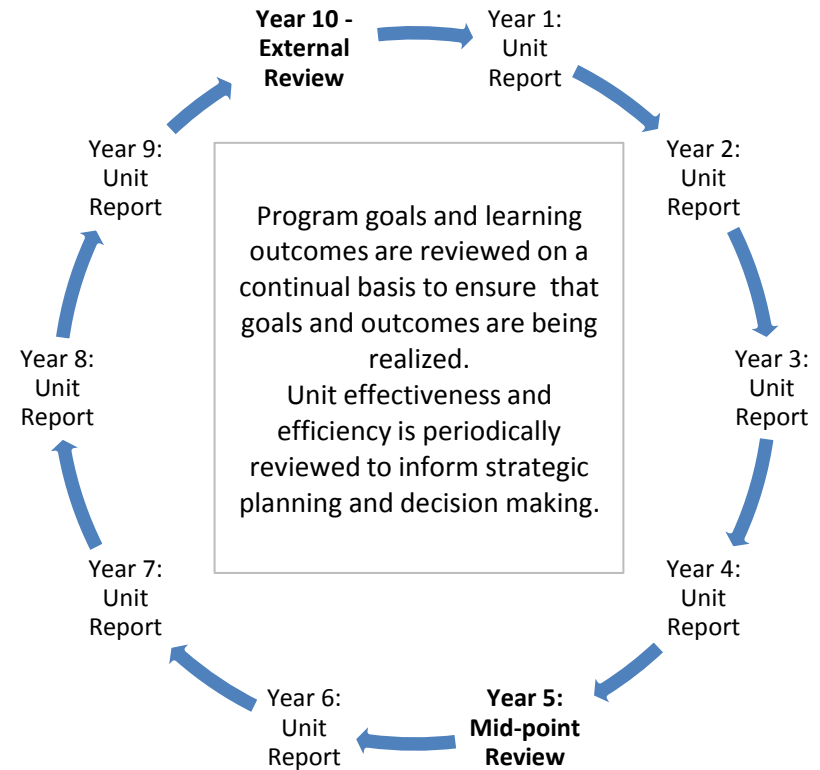 Year 10 -
External
Review
Year 1:
Unit
Report
Year 2:
Unit
Report
Year 3:
Unit
Report
Year 4:
Unit
Report
Year 5:
Mid-point
Review
Year 6:
Unit
Report
Year 7:
Unit
Report
Year 8:
Unit
Report
Year 9:
Unit
Report
Program goals and learning
outcomes are reviewed on a
continual basis to ensure  that
goals and outcomes are being
realized.
Unit effectiveness and
efficiency is periodically
reviewed to inform strategic
planning and decision making.